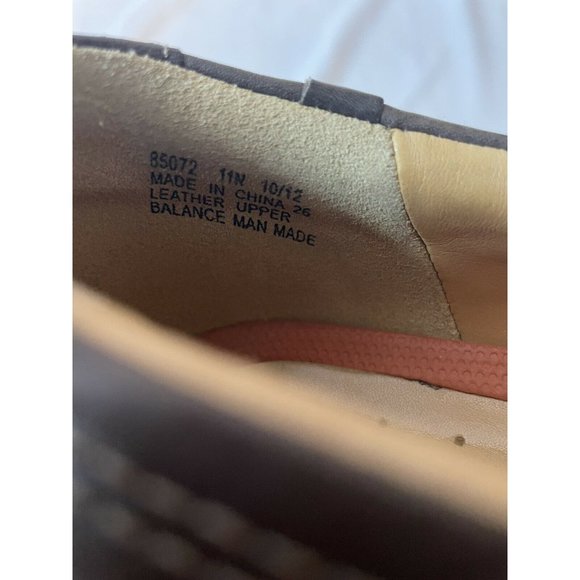 85072 11N 10/12
MADE IN CHINA 26
LEATHER UPPER
BALANCE MAN MADE